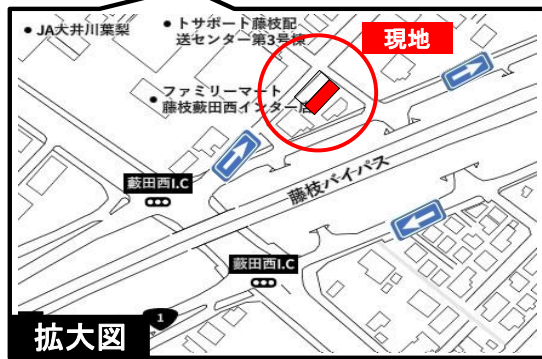 JA大井川葉梨
トサポート藤枝配
送センター第3号棟
現地
ファミリーマート
藤枝薮田西インター店
薮田西I.C
藤枝バイパス
薮田西I.C
1
拡大図